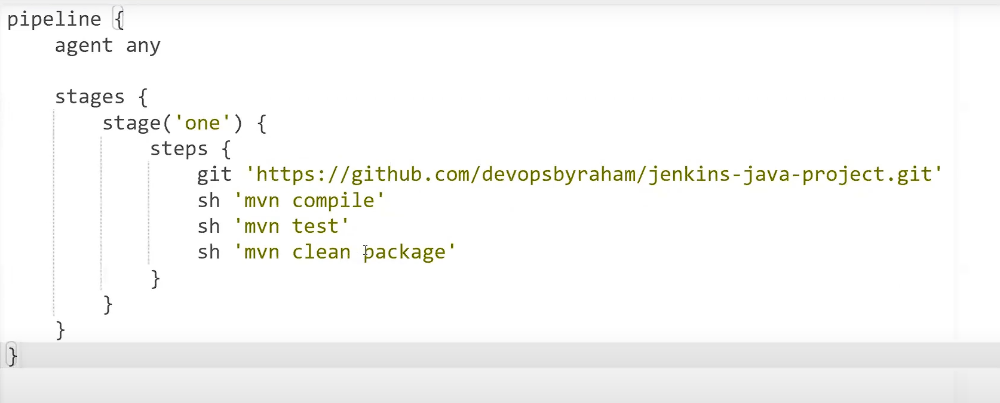 pipeline {
    agent any

    stages {
        stage('one') {
            steps {
                git 'https://github.com/devopsbyraham/jenkins-java-project.git'
                sh 'mvn compile'
                sh 'mvn test'
                sh 'mvn clean package'
            }
        }
    }
}